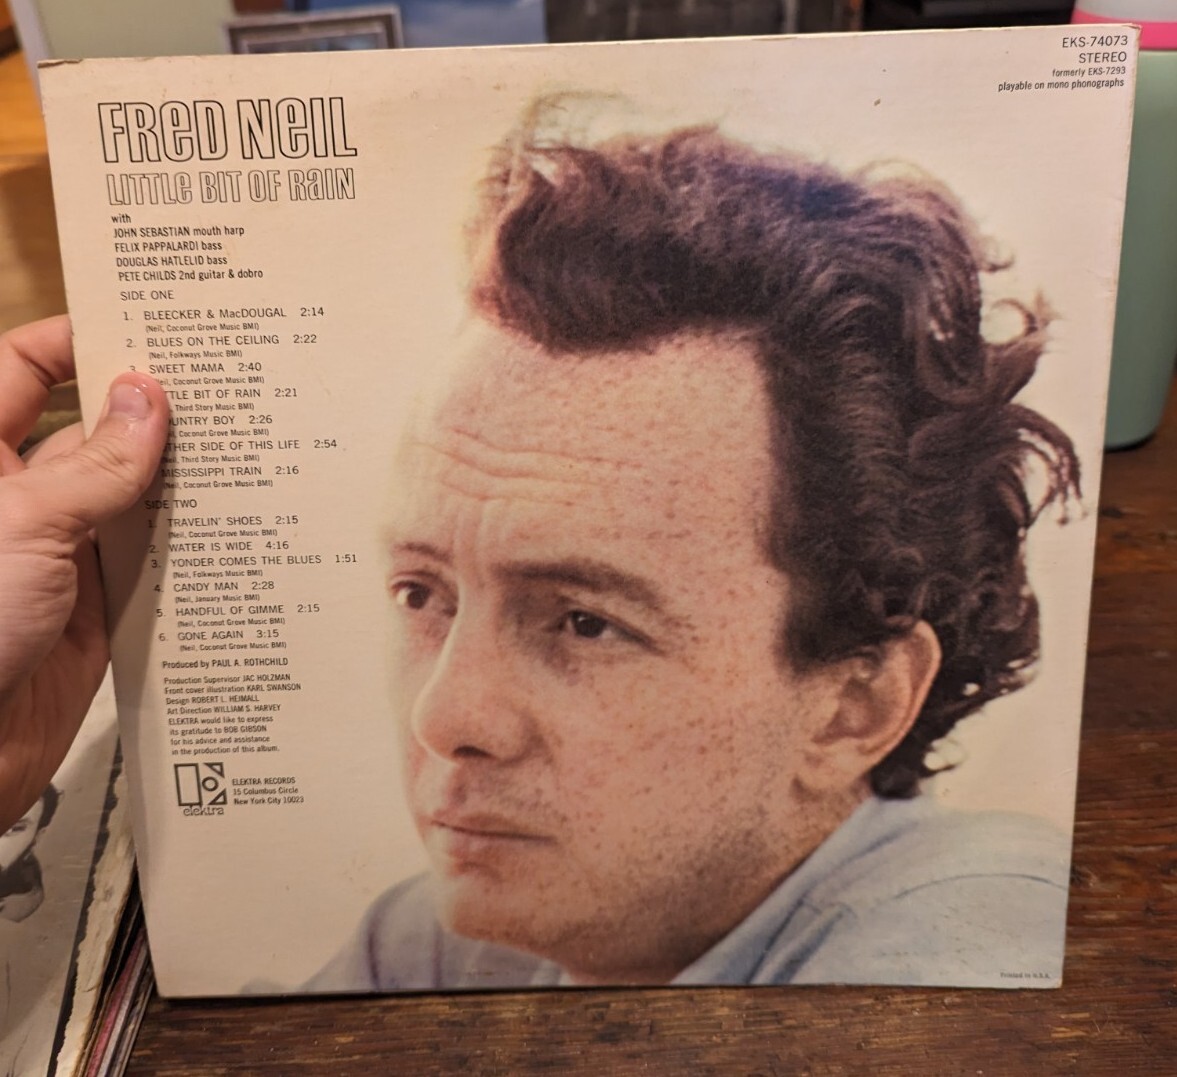 EKS-74073
STEREO
formerly EKS-7293
playable on mono phonographs
FRED NEIL
LITTLE BIT OF RAIN
with
JOHN SEBASTIAN mouth harp
FELIX PAPPALARDI bass
DOUGLAS HATLELID bass
PETE CHILDS 2nd guitar & dobro
SIDE ONE
1. BLEECKER & MacDOUGAL 2:14
(Neil, Coconut Grove Music BMI)
2. BLUES ON THE CEILING 2:22
(Neil, Folkways Music BMI)
3. SWEET MAMA 2:40
eil, Coconut Grove Music BMI)
TLE BIT OF RAIN 2:21
Third Story Music BMI)
UNTRY BOY 2:26
Coconut Grove Music BMI)
THER SIDE OF THIS LIFE 2:54
Third Story Music BMI)
MISSISSIPPI TRAIN 2:16
Neil, Coconut Grove Music BMI)
SIDE TWO
1. TRAVELIN' SHOES 2:15
(Neil, Coconut Grove Music BMI)
2. WATER IS WIDE 4:16
3. YONDER COMES THE BLUES 1:51
(Neil, Folkways Music BMI)
4. CANDY MAN 2:28
(Neil, January Music BMI)
5. HANDFUL OF GIMME 2:15
(Neil, Coconut Grove Music BMI)
6. GONE AGAIN 3:15
(Neil, Coconut Grove Music BMI)
Produced by PAUL A. ROTHCHILD
Production Supervisor JAC HOLZMAN
Front cover illustration KARL SWANSON
Design ROBERT L. HEIMALL
Art Direction WILLIAM S. HARVEY
ELEKTRA would like to express
its gratitude to BOB GIBSON
for his advice and assistance
in the production of this album.
elektra
ELEKTRA RECORDS
15 Columbus Circle
New York City 10023
Printed in U.S.A.